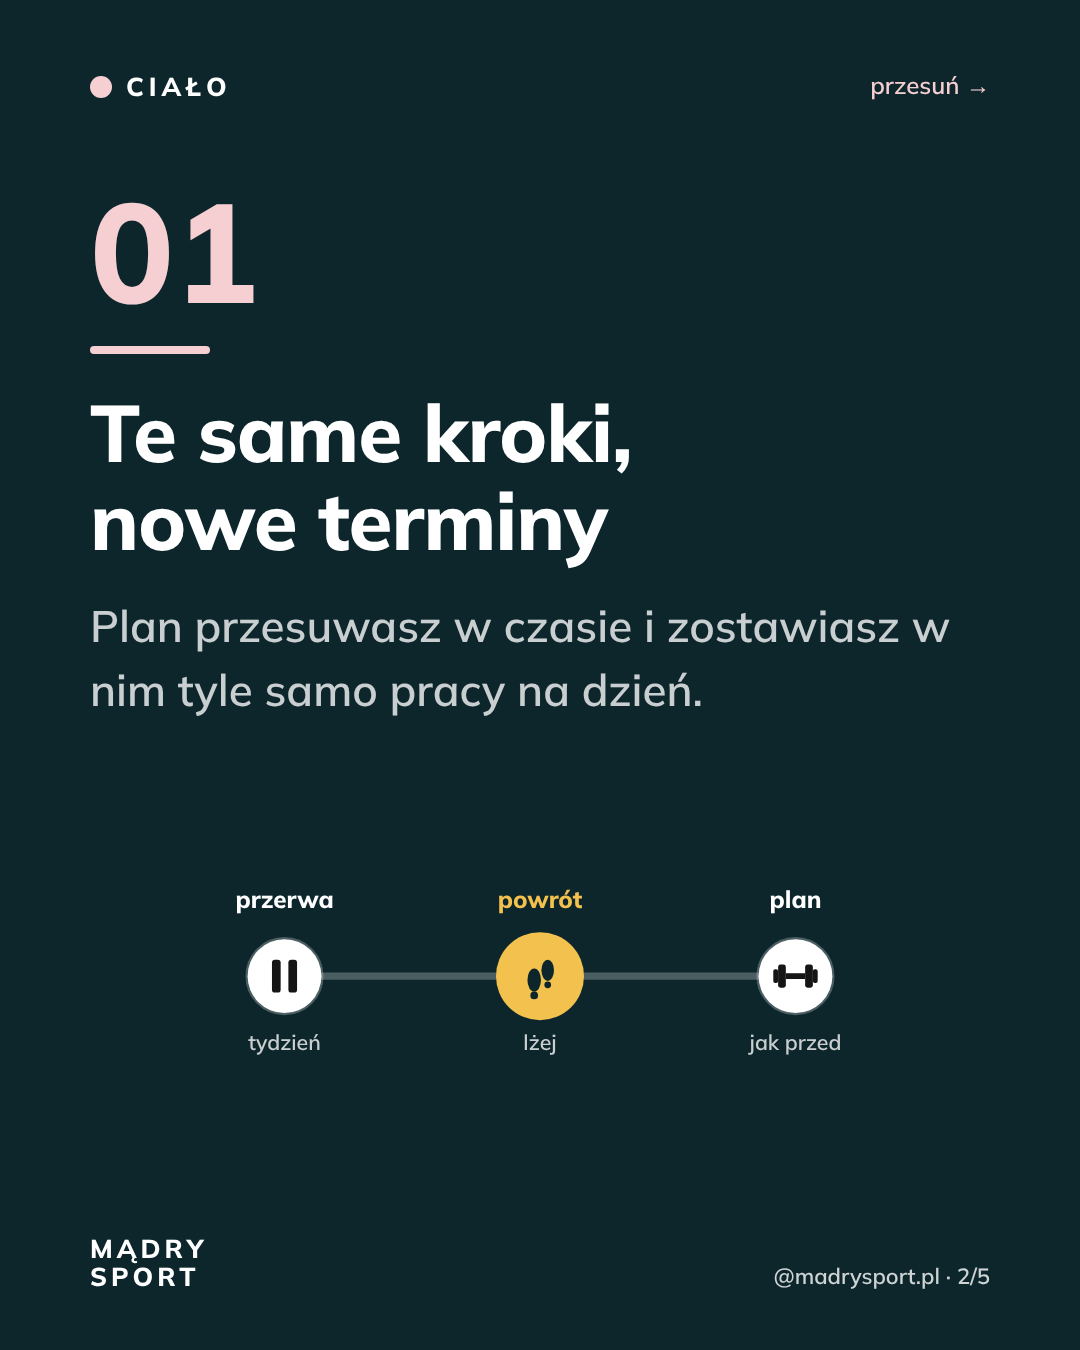 CIAŁO
przesuń →
01
Te same kroki,
nowe terminy
Plan przesuwasz w czasie i zostawiasz w
nim tyle samo pracy na dzień.
przerwa
powrót
plan
tydzień
lżej
jak przed
MĄDRY
SPORT
@madrysport.pl · 2/5